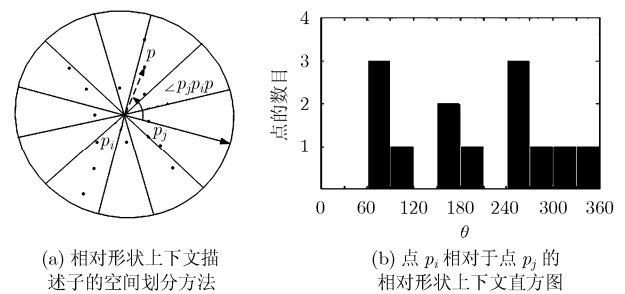 p
∠p_jp_ip
p_i
p_j
(a) 相对形状上下文描
述子的空间划分方法
点的数目
4
3
2
1
0 60 120 180 240 300 360
θ
(b) 点 p_i 相对于点 p_j 的
相对形状上下文直方图